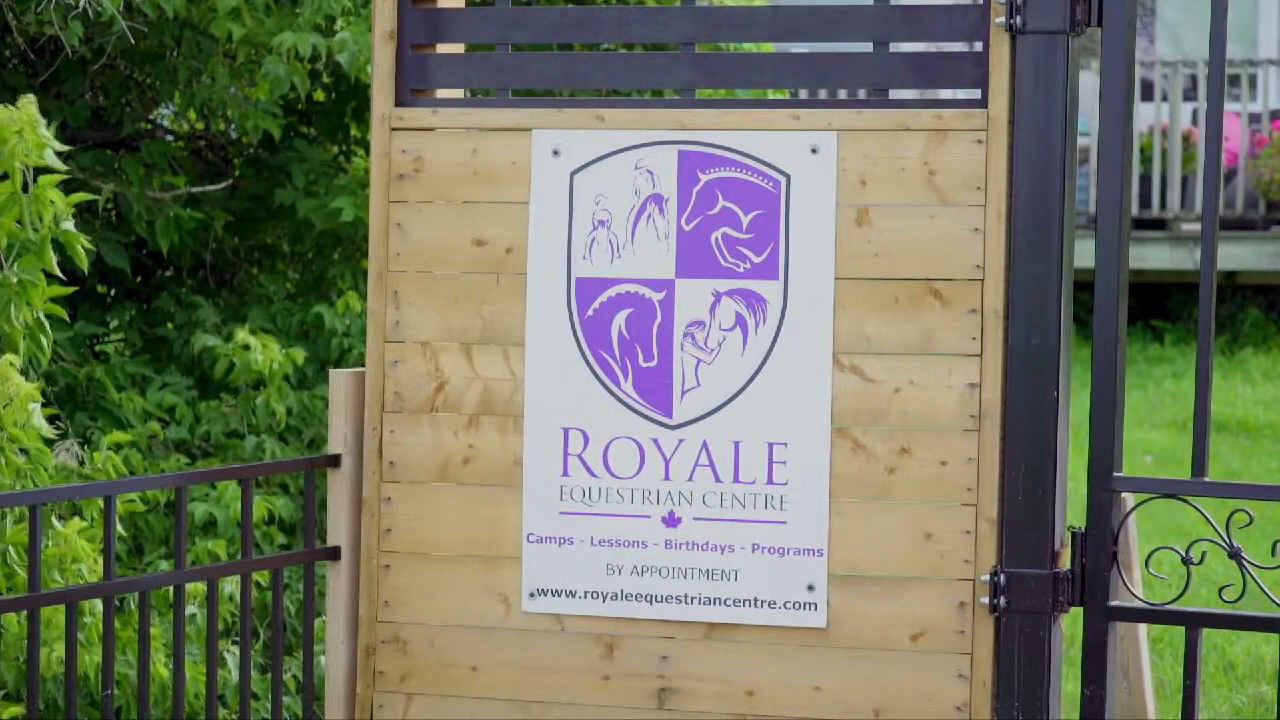 ROYALE
EQUESTRIAN CENTRE
Camps - Lessons - Birthdays - Programs
BY APPOINTMENT
www.royaleequestriancentre.com